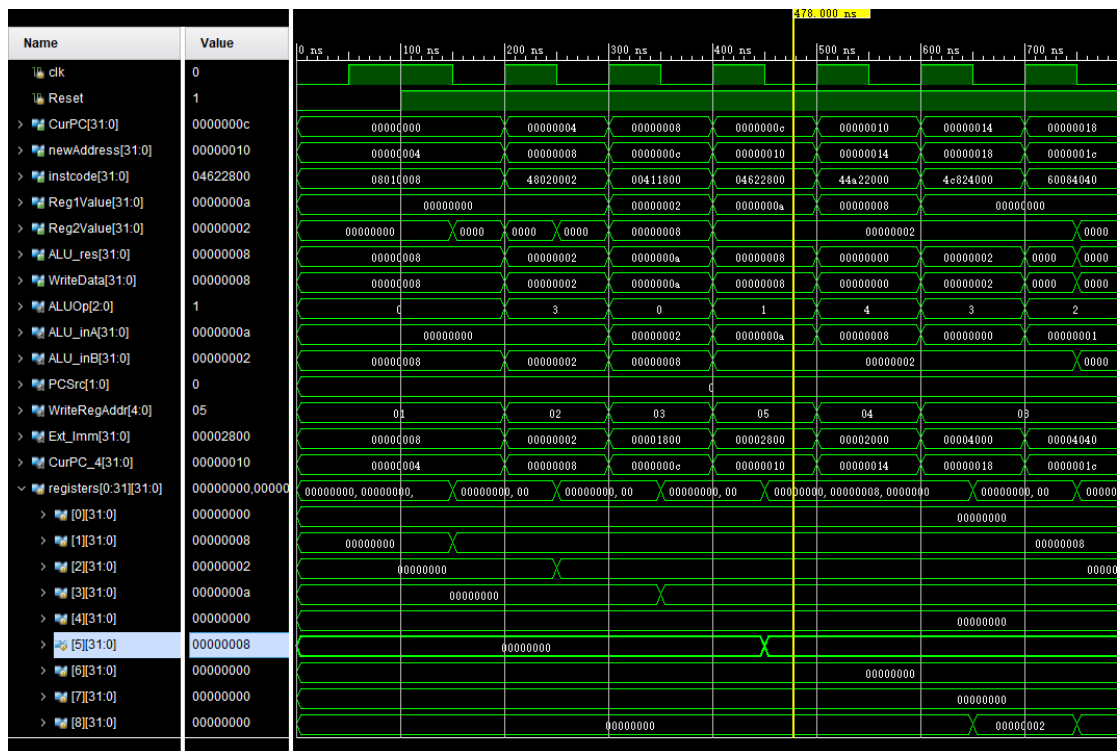 478.000 ns
Name Value
0 ns 100 ns 200 ns 300 ns 400 ns 500 ns 600 ns 700 ns
clk 0
Reset 1
CurPC[31:0] 0000000c 00000000 00000004 00000008 0000000c 00000010 00000014 00000018
newAddress[31:0] 00000010 00000004 00000008 0000000c 00000010 00000014 00000018 0000001c
instcode[31:0] 04622800 08010008 48020002 00411800 04622800 44a22000 4c824000 60084040
Reg1Value[31:0] 0000000a 00000000 00000002 0000000a 00000008 00000000
Reg2Value[31:0] 00000002 00000000 0000 0000 0000 00000008 00000002 0000
ALU_res[31:0] 00000008 00000008 00000002 0000000a 00000008 00000000 00000002 0000 0000
WriteData[31:0] 00000008 00000008 00000002 0000000a 00000008 00000000 00000002 0000 0000
ALUOp[2:0] 1 0 3 0 1 4 3 2
ALU_inA[31:0] 0000000a 00000000 00000002 0000000a 00000008 00000000 00000001
ALU_inB[31:0] 00000002 00000008 00000002 00000008 00000002 0000
PCSrc[1:0] 0 0
WriteRegAddr[4:0] 05 01 02 03 05 04 08
Ext_Imm[31:0] 00002800 00000008 00000002 00001800 00002800 00002000 00004000 00004040
CurPC_4[31:0] 00000010 00000004 00000008 0000000c 00000010 00000014 00000018 0000001c
registers[0:31][31:0] 00000000,00000 00000000,00000000, 00000000,00 00000000,00 00000000,00 00000000,00000008,0000000 00000000,00 00000
[0][31:0] 00000000 00000000
[1][31:0] 00000008 00000000 00000008
[2][31:0] 00000002 00000000 00000
[3][31:0] 0000000a 00000000
[4][31:0] 00000000 00000000
[5][31:0] 00000008 00000000
[6][31:0] 00000000 00000000
[7][31:0] 00000000 00000000
[8][31:0] 00000000 00000000 00000002